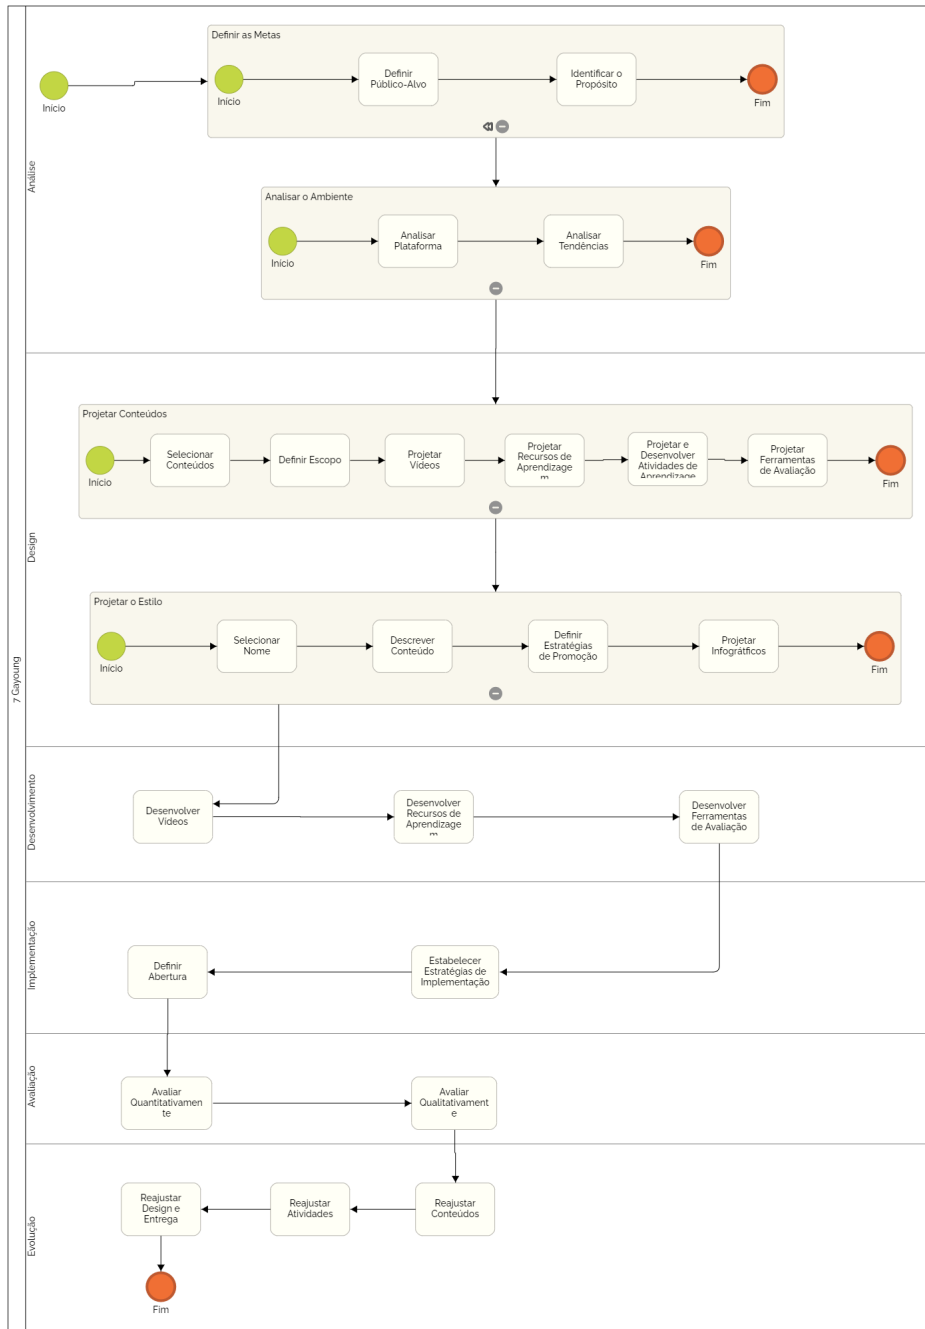 7 Gayoung
Análise
Início
Definir as Metas
Início
Definir
Público-Alvo
Identificar o
Propósito
Fim
Analisar o Ambiente
Início
Analisar
Plataforma
Analisar
Tendências
Fim
Design
Projetar Conteúdos
Início
Selecionar
Conteúdos
Definir Escopo
Projetar
Vídeos
Projetar
Recursos de
Aprendizage
m
Projetar e
Desenvolver
Atividades de
Aprendizage
Projetar
Ferramentas
de Avaliação
Fim
Projetar o Estilo
Início
Selecionar
Nome
Descrever
Conteúdo
Definir
Estratégias
de Promoção
Projetar
Infográtficos
Fim
Desenvolvimento
Desenvolver
Vídeos
Desenvolver
Recursos de
Aprendizage
m
Desenvolver
Ferramentas
de Avaliação
Implementação
Definir
Abertura
Estabelecer
Estratégias de
Implementação
Avaliação
Avaliar
Quantitativame
nte
Avaliar
Qualitativament
e
Evolução
Reajustar
Design e
Entrega
Reajustar
Atividades
Reajustar
Conteúdos
Fim